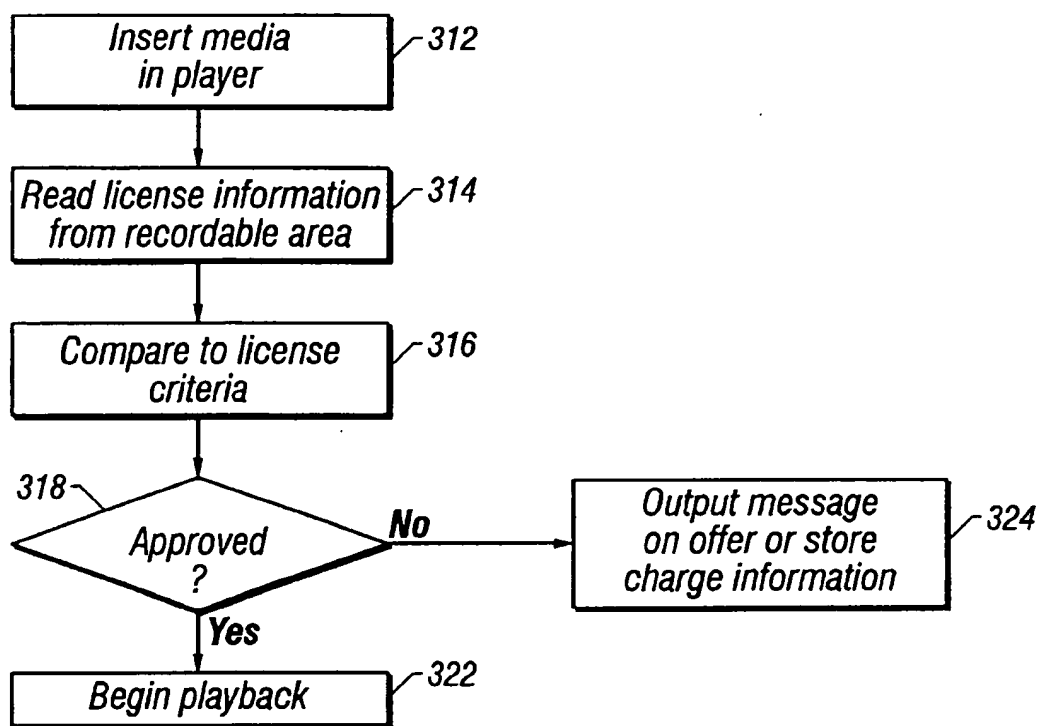 Insert media
in player
312
Read license information
from recordable area
314
Compare to license
criteria
316
318
Approved
?
No
Output message
on offer or store
charge information
324
Yes
Begin playback
322